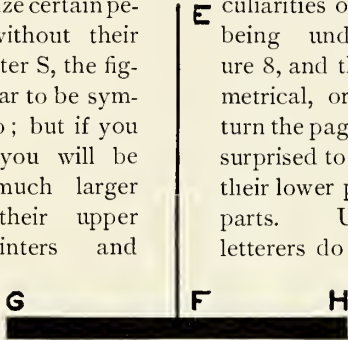 ze certain pe- E culiarities o
vithout their being und
ter S, the fig- ure 8, and th
ar to be sym- metrical, or
o ; but if you turn the pag
you will be surprised to
much larger their lower p
their upper parts. U
inters and letterers do
G F H